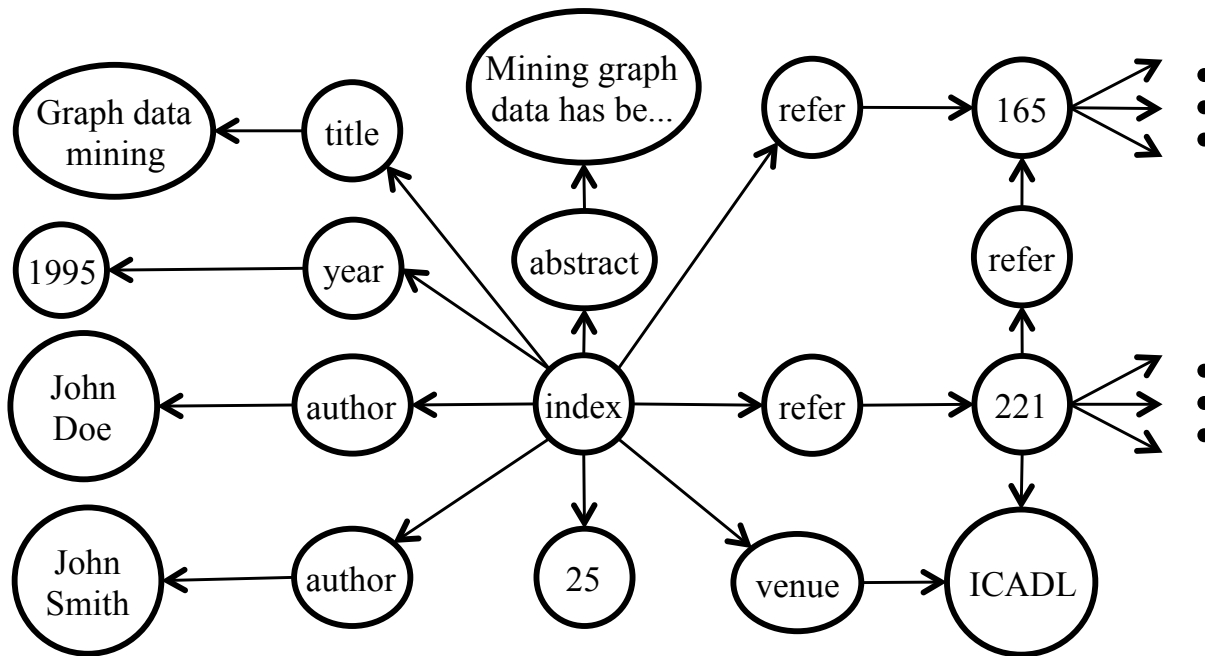 Graph data
mining
title
Mining graph
data has be...
refer
165
1995
year
abstract
refer
John
Doe
author
index
refer
221
John
Smith
author
25
venue
ICADL